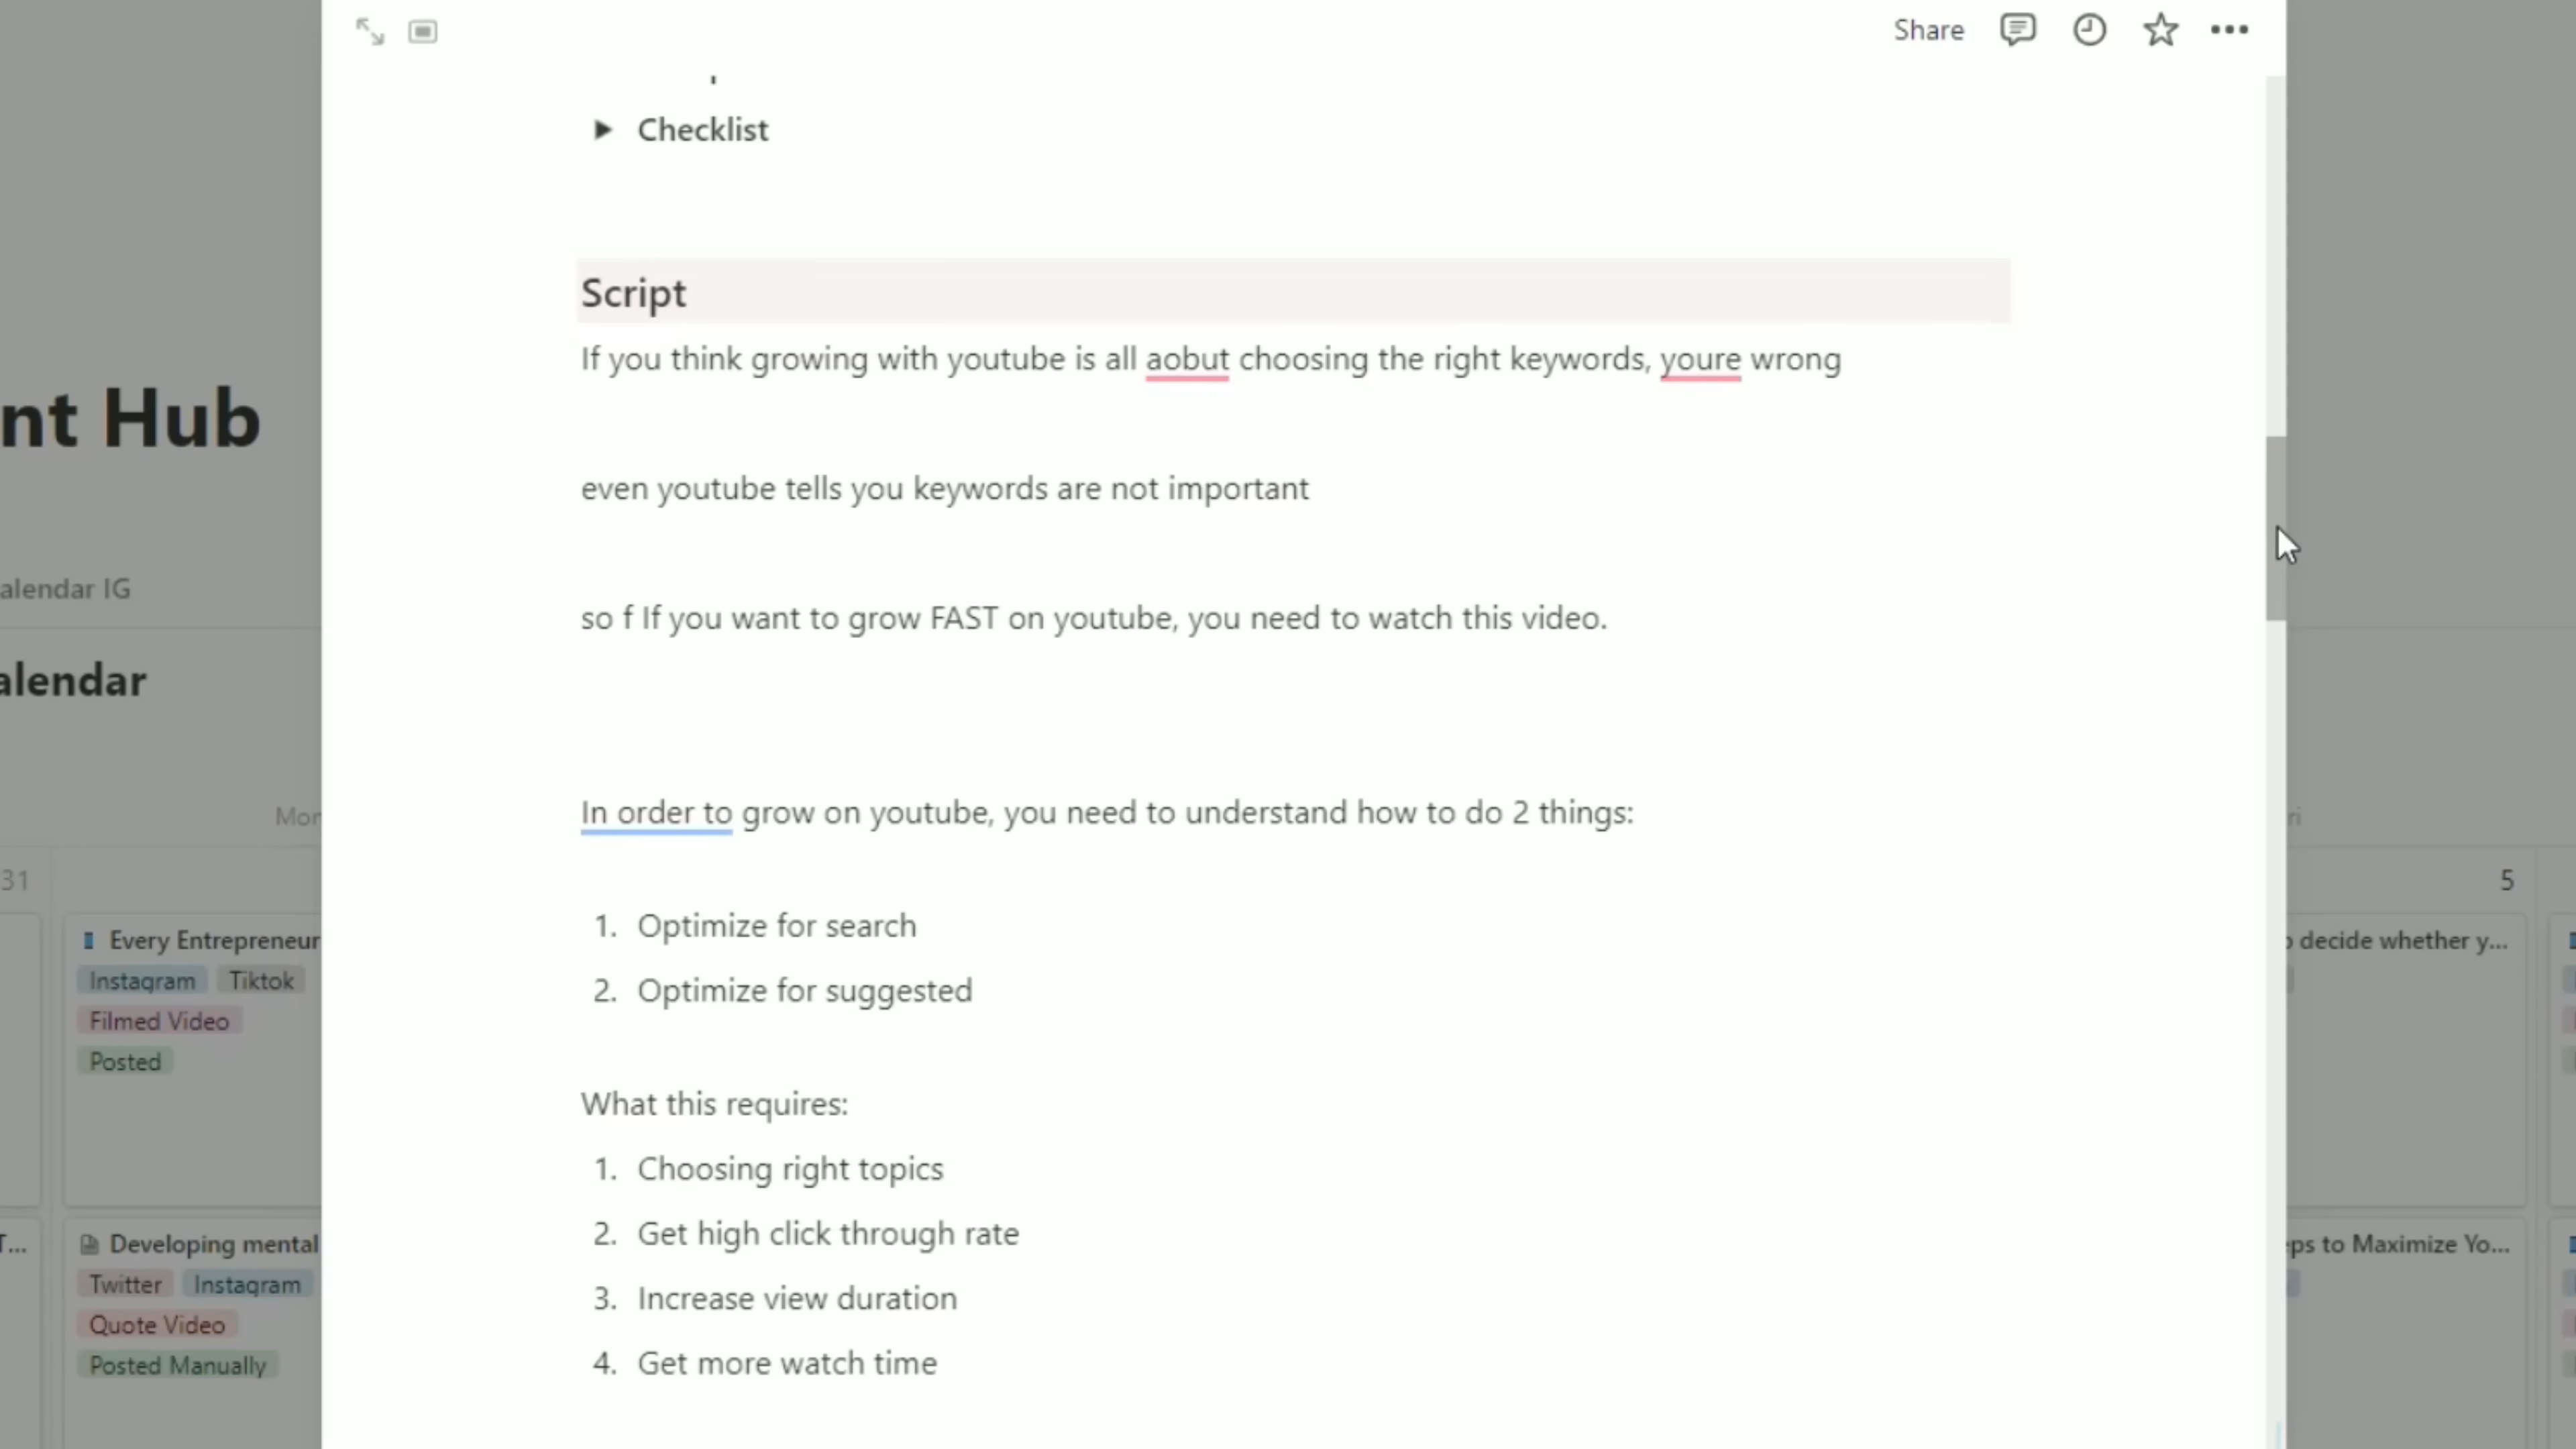 Share
Checklist
Script
If you think growing with youtube is all aobut choosing the right keywords, youre wrong
even youtube tells you keywords are not important
so f If you want to grow FAST on youtube, you need to watch this video.
In order to grow on youtube, you need to understand how to do 2 things:
1. Optimize for search
2. Optimize for suggested
What this requires:
1. Choosing right topics
2. Get high click through rate
3. Increase view duration
4. Get more watch time
nt Hub
alendar IG
alendar
Mon
31
Every Entrepreneur
Instagram Tiktok
Filmed Video
Posted
T...
Developing mental
Twitter Instagram
Quote Video
Posted Manually
ri
5
o decide whether y...
eps to Maximize Yo...